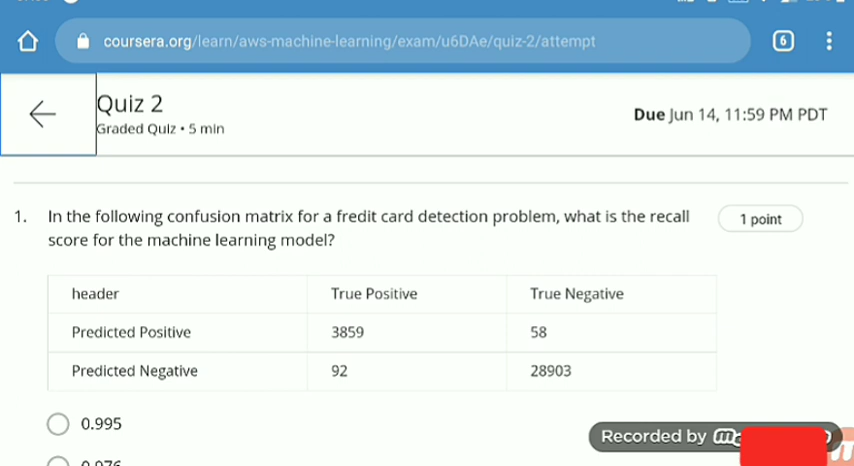 6
coursera.org/learn/aws-machine-learning/exam/u6DAe/quiz-2/attempt
Quiz 2
Graded Quiz • 5 min
Due Jun 14, 11:59 PM PDT
1. In the following confusion matrix for a fredit card detection problem, what is the recall
score for the machine learning model?
1 point
header True Positive True Negative
Predicted Positive 3859 58
Predicted Negative 92 28903
0.995
Recorded by